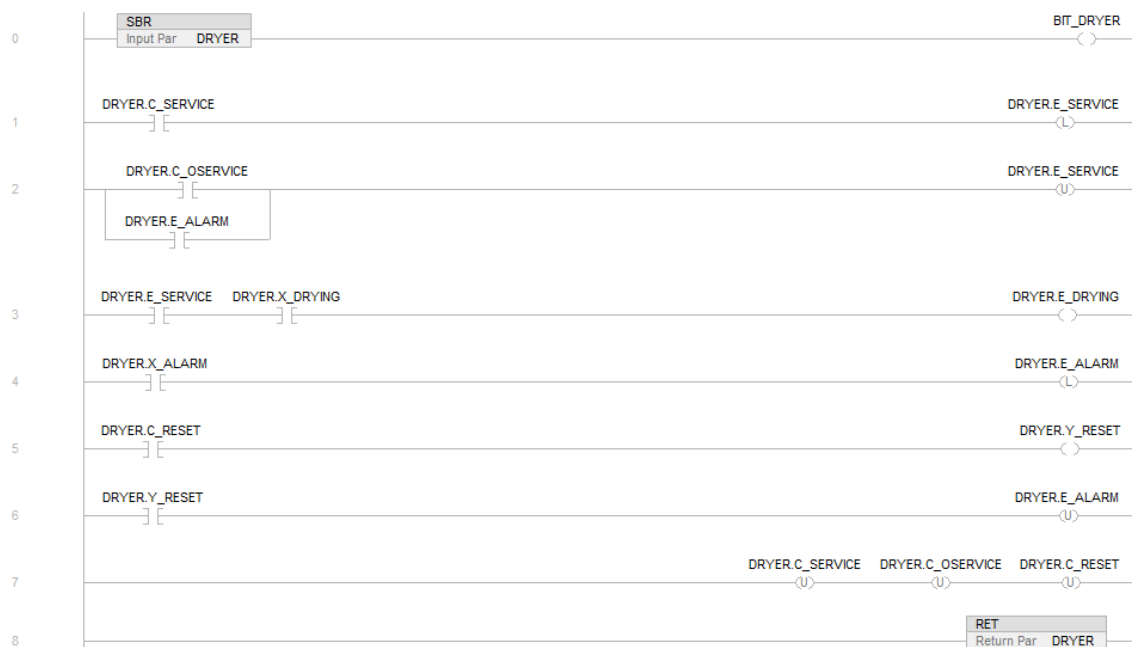 SBR BIT_DRYER
0 Input Par DRYER
DRYER.C_SERVICE DRYER.E_SERVICE
1 L
DRYER.C_OSERVICE DRYER.E_SERVICE
2 U
DRYER.E_ALARM
DRYER.E_SERVICE DRYER.X_DRYING DRYER.E_DRYING
3
DRYER.X_ALARM DRYER.E_ALARM
4 L
DRYER.C_RESET DRYER.Y_RESET
5
DRYER.Y_RESET DRYER.E_ALARM
6 U
DRYER.C_SERVICE DRYER.C_OSERVICE DRYER.C_RESET
7 U U U
RET
8 Return Par DRYER